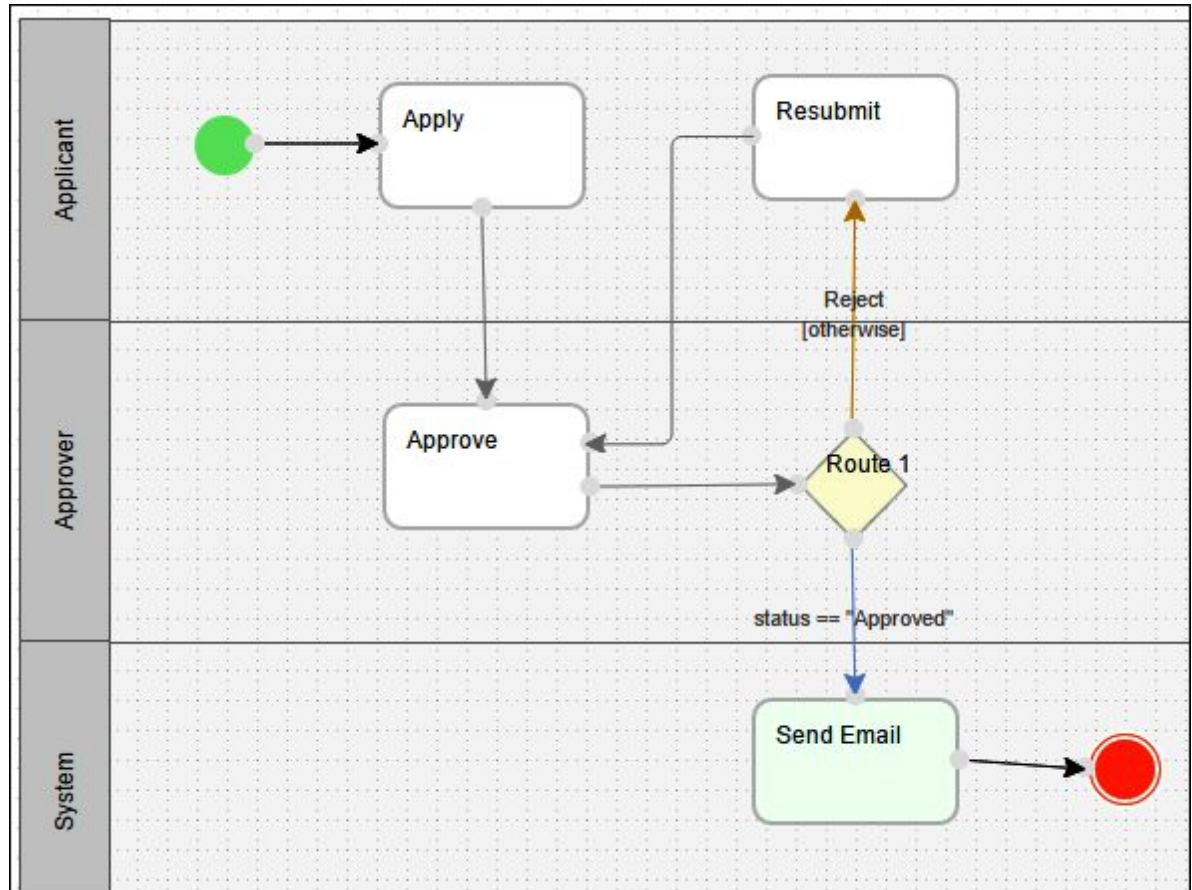 Applicant
Apply
Resubmit
Reject
[otherwise]
Approver
Approve
Route 1
status == "Approved"
System
Send Email